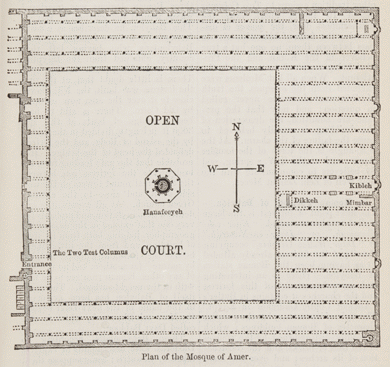 OPEN
N
W E
S
Hanafeeyeh
Kibleh
Dikkeh Mimbar
The Two Test Columns COURT.
Entrance
Plan of the Mosque of Amer.